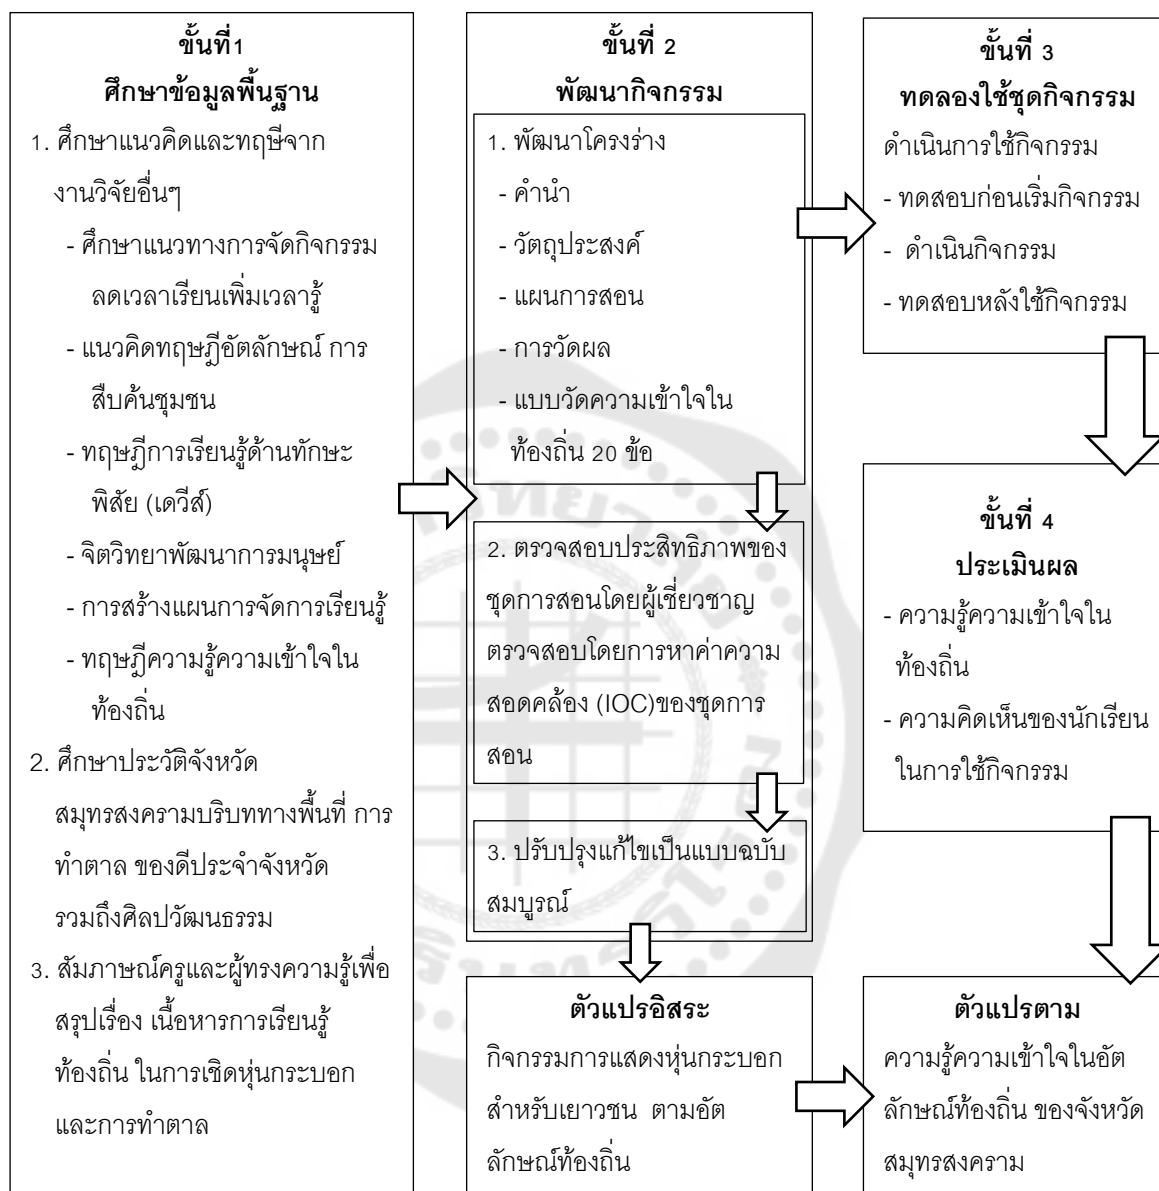 ขั้นที่1
ศึกษาข้อมูลพื้นฐาน
1. ศึกษาแนวคิดและทฤษีจาก
งานวิจัยอื่นๆ
- ศึกษาแนวทางการจัดกิจกรรม
ลดเวลาเรียนเพิ่มเวลารู้
- แนวคิดทฤษฎีอัตลักษณ์ การ
สืบค้นชุมชน
- ทฤษฎีการเรียนรู้ด้านทักษะ
พิสัย (เดวีส์)
- จิตวิทยาพัฒนาการมนุษย์
- การสร้างแผนการจัดการเรียนรู้
- ทฤษฎีความรู้ความเข้าใจใน
ท้องถิ่น
2. ศึกษาประวัติจังหวัด
สมุทรสงครามบริบททางพื้นที่ การ
ทำตาล ของดีประจำจังหวัด
รวมถึงศิลปวัฒนธรรม
3. สัมภาษณ์ครูและผู้ทรงความรู้เพื่อ
สรุปเรื่อง เนื้อหารการเรียนรู้
ท้องถิ่น ในการเชิดหุ่นกระบอก
และการทำตาล
ขั้นที่ 2
พัฒนากิจกรรม
1. พัฒนาโครงร่าง
- คำนำ
- วัตถุประสงค์
- แผนการสอน
- การวัดผล
- แบบวัดความเข้าใจใน
ท้องถิ่น 20 ข้อ
2. ตรวจสอบประสิทธิภาพของ
ชุดการสอนโดยผู้เชี่ยวชาญ
ตรวจสอบโดยการหาค่าความ
สอดคล้อง (IOC)ของชุดการ
สอน
3. ปรับปรุงแก้ไขเป็นแบบฉบับ
สมบูรณ์
ตัวแปรอิสระ
กิจกรรมการแสดงหุ่นกระบอก
สำหรับเยาวชน ตามอัต
ลักษณ์ท้องถิ่น
ขั้นที่ 3
ทดลองใช้ชุดกิจกรรม
ดำเนินการใช้กิจกรรม
- ทดสอบก่อนเริ่มกิจกรรม
- ดำเนินกิจกรรม
- ทดสอบหลังใช้กิจกรรม
ขั้นที่ 4
ประเมินผล
- ความรู้ความเข้าใจใน
ท้องถิ่น
- ความคิดเห็นของนักเรียน
ในการใช้กิจกรรม
ตัวแปรตาม
ความรู้ความเข้าใจในอัต
ลักษณ์ท้องถิ่น ของจังหวัด
สมุทรสงคราม